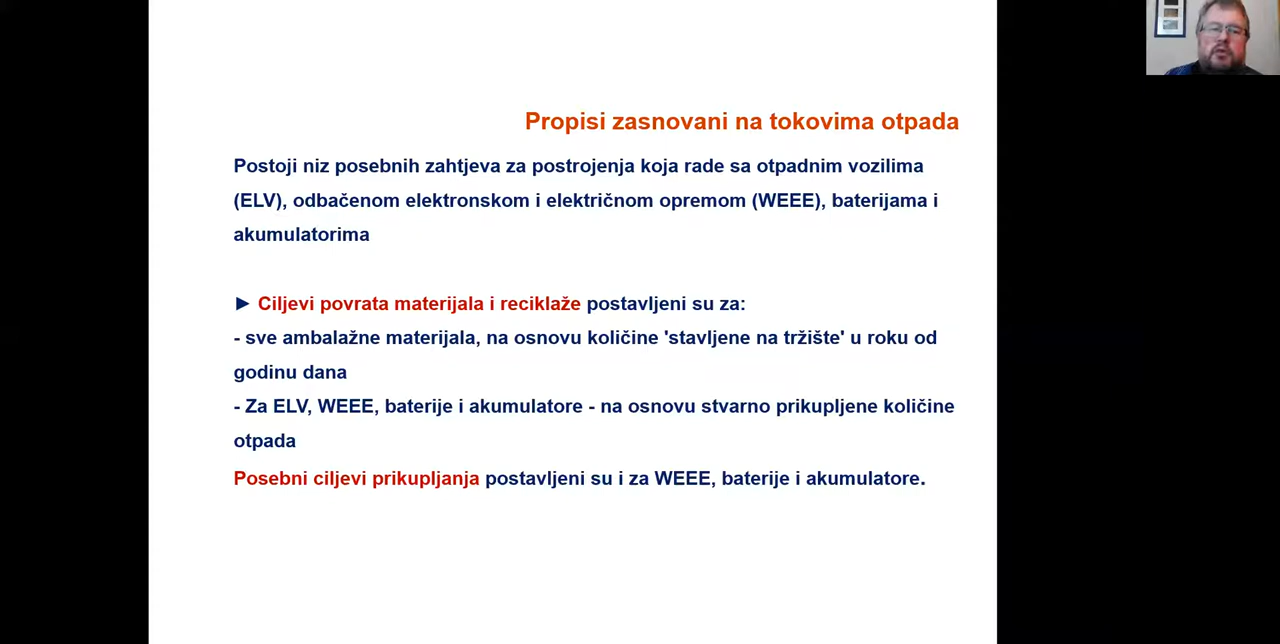 Propisi zasnovani na tokovima otpada
Postoji niz posebnih zahtjeva za postrojenja koja rade sa otpadnim vozilima
(ELV), odbačenom elektronskom i električnom opremom (WEEE), baterijama i
akumulatorima
► Ciljevi povrata materijala i reciklaže postavljeni su za:
- sve ambalažne materijala, na osnovu količine 'stavljene na tržište' u roku od
godinu dana
- Za ELV, WEEE, baterije i akumulatore - na osnovu stvarno prikupljene količine
otpada
Posebni ciljevi prikupljanja postavljeni su i za WEEE, baterije i akumulatore.